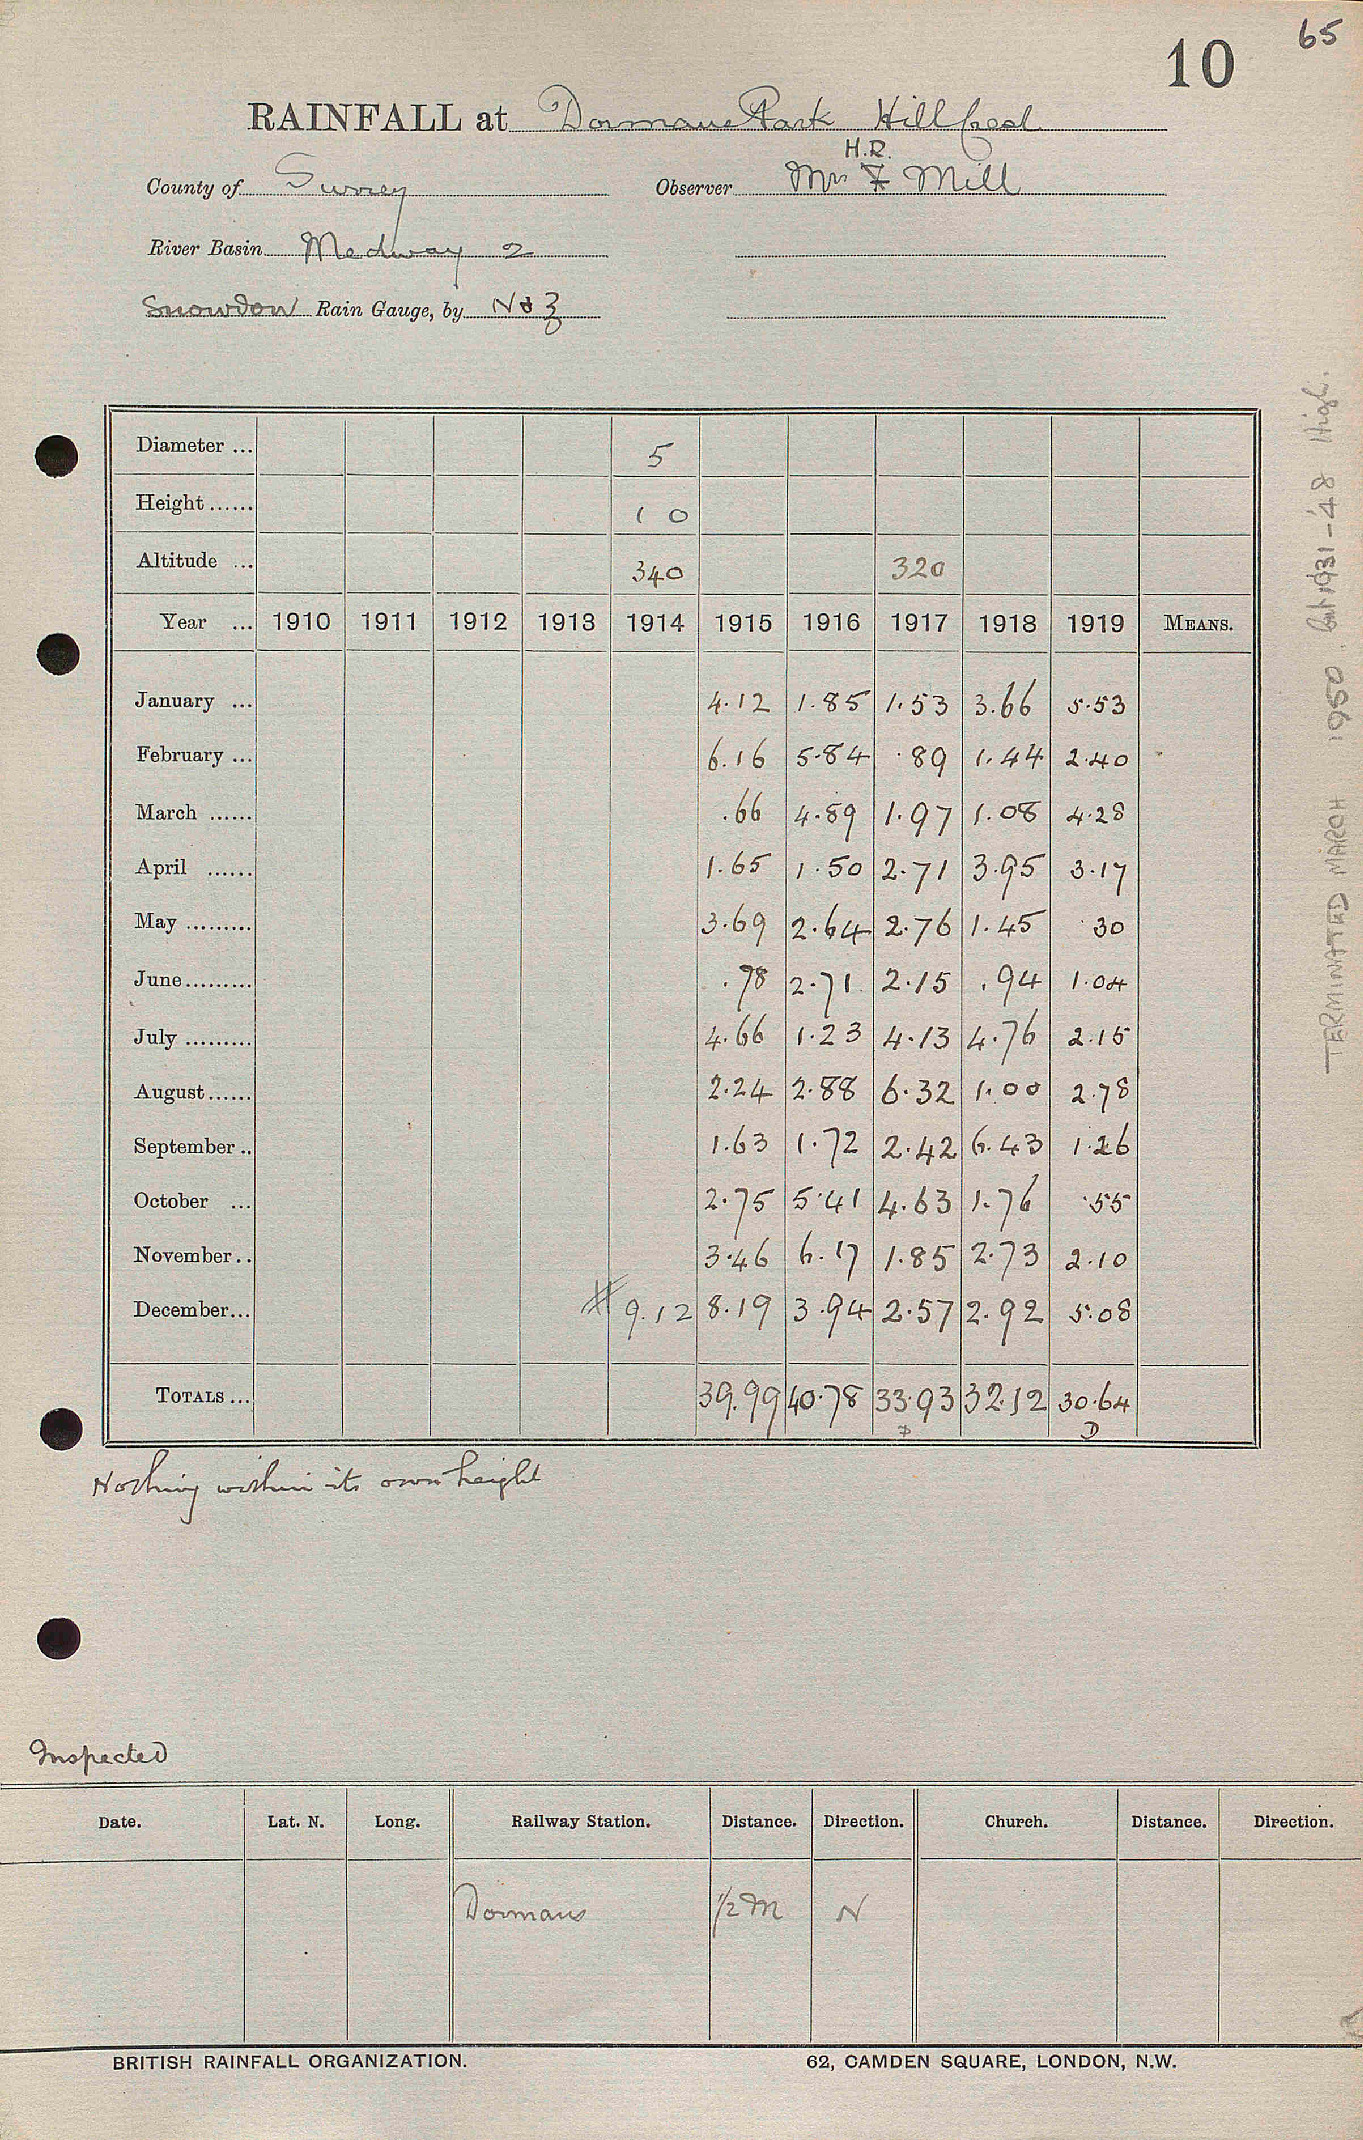 65
10
RAINFALL at Dormans Park Hill Crest
H.R.
County of Surrey Observer Mrs F Mill
River Basin Medway 2
Snowdon Rain Gauge, by No 3
Diameter ... 5
Height ...... 1 0
Altitude ... 340 320
Year ... 1910 1911 1912 1913 1914 1915 1916 1917 1918 1919 MEANS.
January ... 4.12 1.85 1.53 3.66 5.53
February ... 6.16 5.84 .89 1.44 2.40
March ...... .66 4.89 1.97 1.08 4.28
April ...... 1.65 1.50 2.71 3.95 3.17
May ......... 3.69 2.64 2.76 1.45 .30
June......... .78 2.71 2.15 .94 1.04
July ......... 4.66 1.23 4.13 4.76 2.15
August...... 2.24 2.88 6.32 1.00 2.78
September .. 1.63 1.72 2.42 6.43 1.26
October ... 2.75 5.41 4.63 1.76 .55
November.. 3.46 6.17 1.85 2.73 2.10
December... # 9.12 8.19 3.94 2.57 2.92 5.08
TOTALS ... 39.99 40.78 33.93 32.12 30.64
D D
Nothing within its own height
TERMINATED MARCH 1950. 1931-'48 High.
Inspected
Date. Lat. N. Long. Railway Station. Distance. Direction. Church. Distance. Direction.
Dormans 1/2 M N
BRITISH RAINFALL ORGANIZATION. 62, CAMDEN SQUARE, LONDON, N.W.